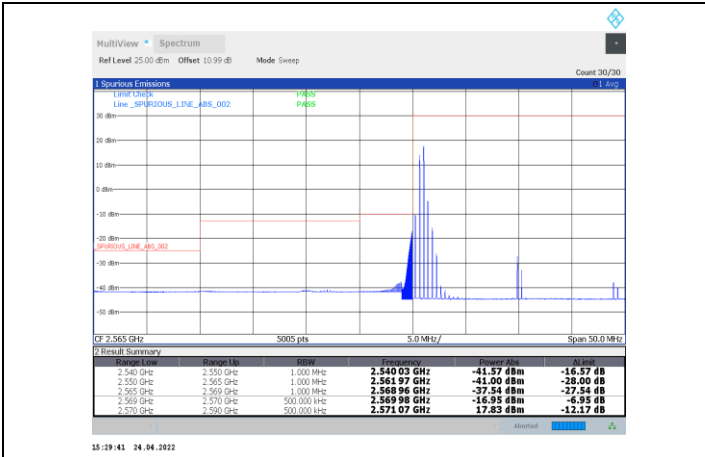 MultiView Spectrum
Ref Level 25.00 dBm Offset 10.99 dB Mode Sweep
Count 30/30
1 Spurious Emissions 1 Avg
Limit Check PASS
Line _SPURIOUS_LINE_ABS_002 PASS
30 dBm
20 dBm
10 dBm
0 dBm
-10 dBm
-20 dBm
_SPURIOUS_LINE_ABS_002
-30 dBm
-40 dBm
-50 dBm
CF 2.565 GHz 5005 pts 5.0 MHz/ Span 50.0 MHz
2 Result Summary
Range Low Range Up RBW Frequency Power Abs ΔLimit
2.540 GHz 2.550 GHz 1.000 MHz 2.540 03 GHz -41.57 dBm -16.57 dB
2.550 GHz 2.565 GHz 1.000 MHz 2.561 97 GHz -41.00 dBm -28.00 dB
2.565 GHz 2.569 GHz 1.000 MHz 2.568 96 GHz -37.54 dBm -27.54 dB
2.569 GHz 2.570 GHz 500.000 kHz 2.569 98 GHz -16.95 dBm -6.95 dB
2.570 GHz 2.590 GHz 500.000 kHz 2.571 07 GHz 17.83 dBm -12.17 dB
Aborted
15:29:41 24.04.2022